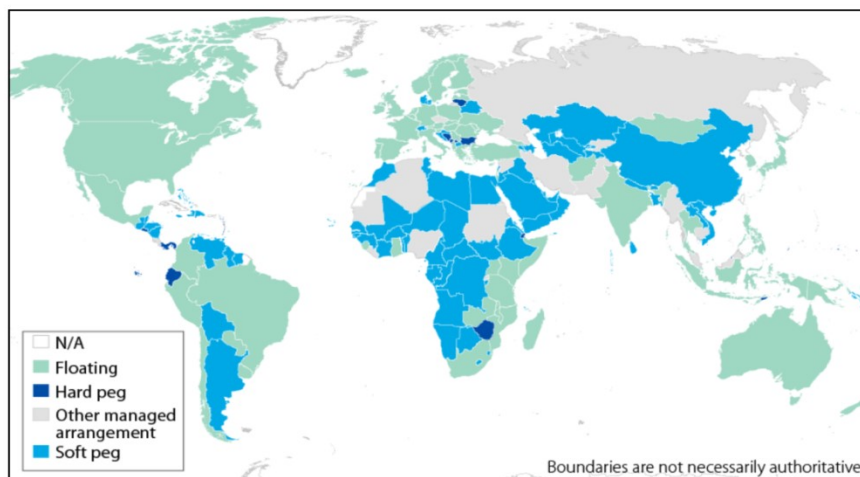 N/A
Floating
Hard peg
Other managed
arrangement
Soft peg
Boundaries are not necessarily authoritative